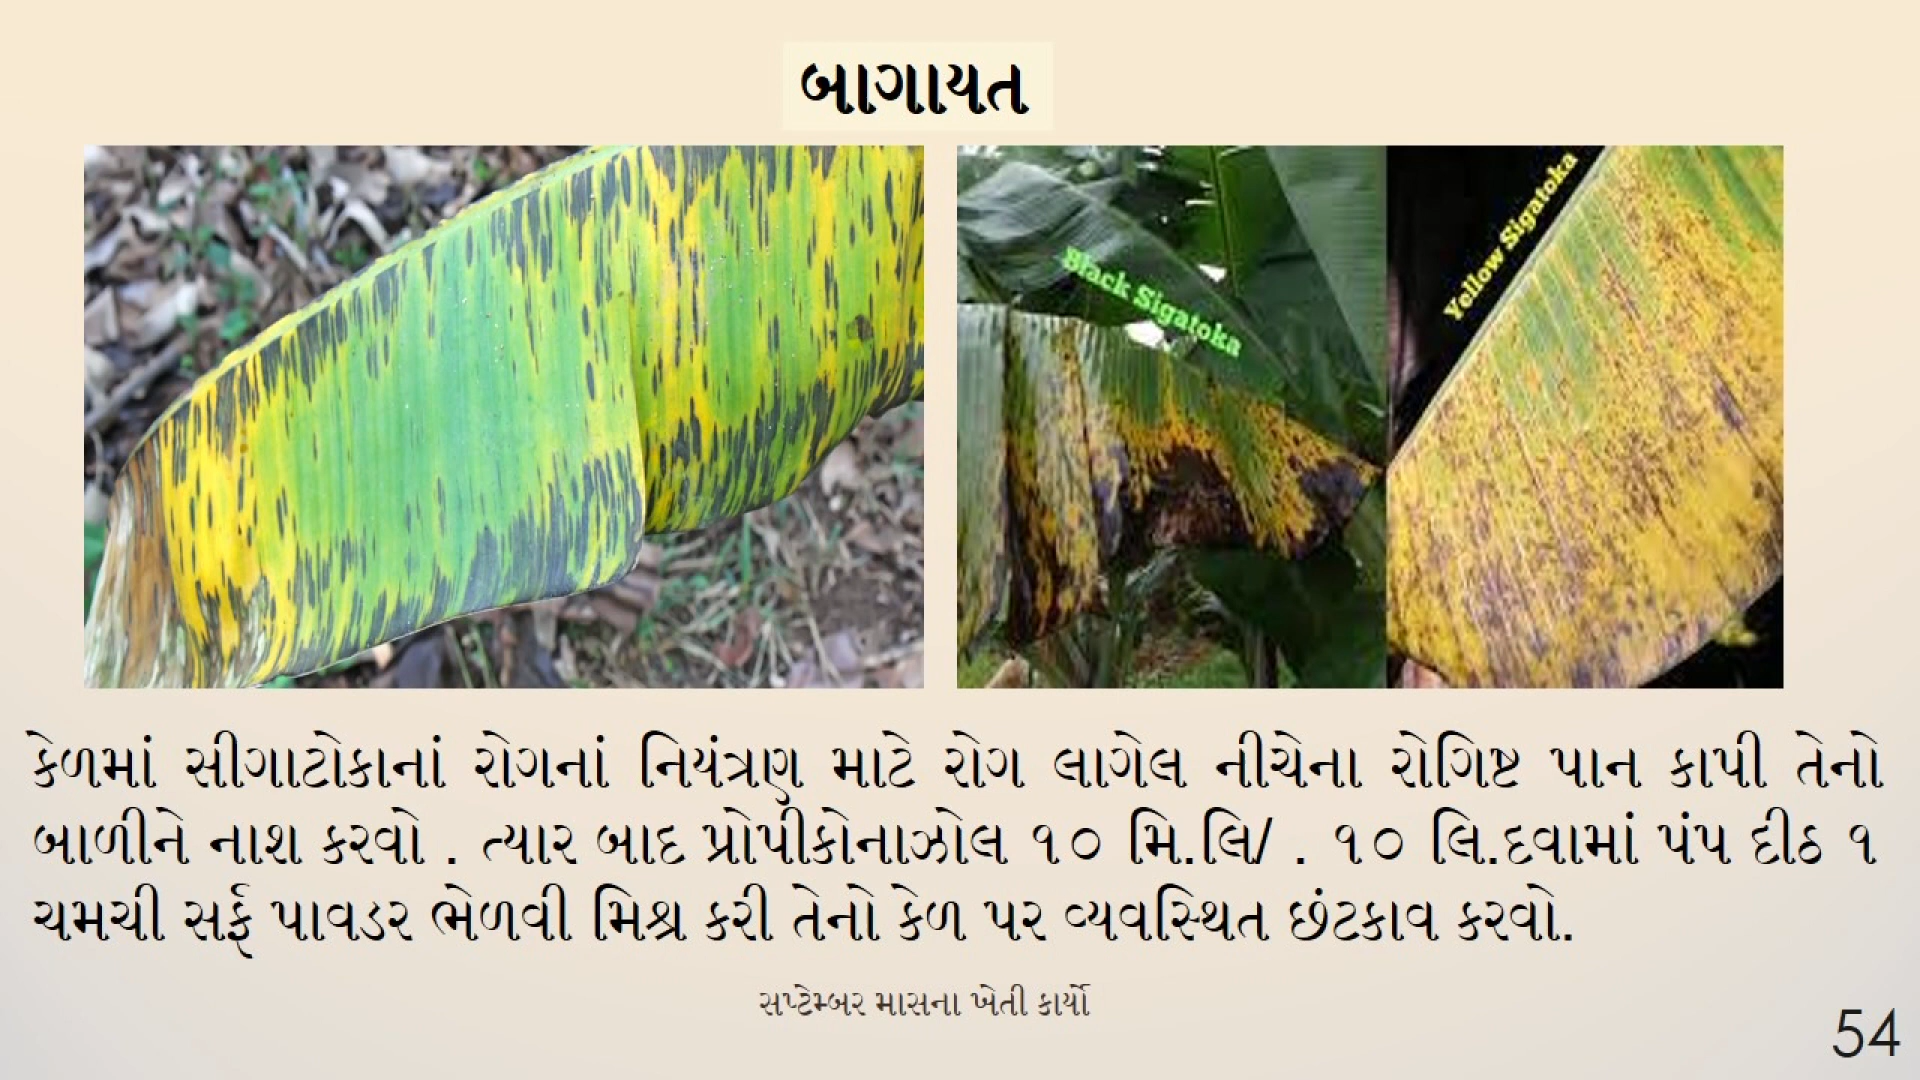 બાગાયત
Black Sigatoka
Yellow Sigatoka
કેળમાં સીગાટોકાનાં રોગનાં નિયંત્રણ માટે રોગ લાગેલ નીચેના રોગિષ્ટ પાન કાપી તેનો
બાળીને નાશ કરવો . ત્યાર બાદ પ્રોપીકોનાઝોલ ૧૦ મિ.લિ/ . ૧૦ લિ.દવામાં પંપ દીઠ ૧
ચમચી સર્ફ પાવડર ભેળવી મિશ્ર કરી તેનો કેળ પર વ્યવસ્થિત છંટકાવ કરવો.
સપ્ટેમ્બર માસના ખેતી કાર્યો
54